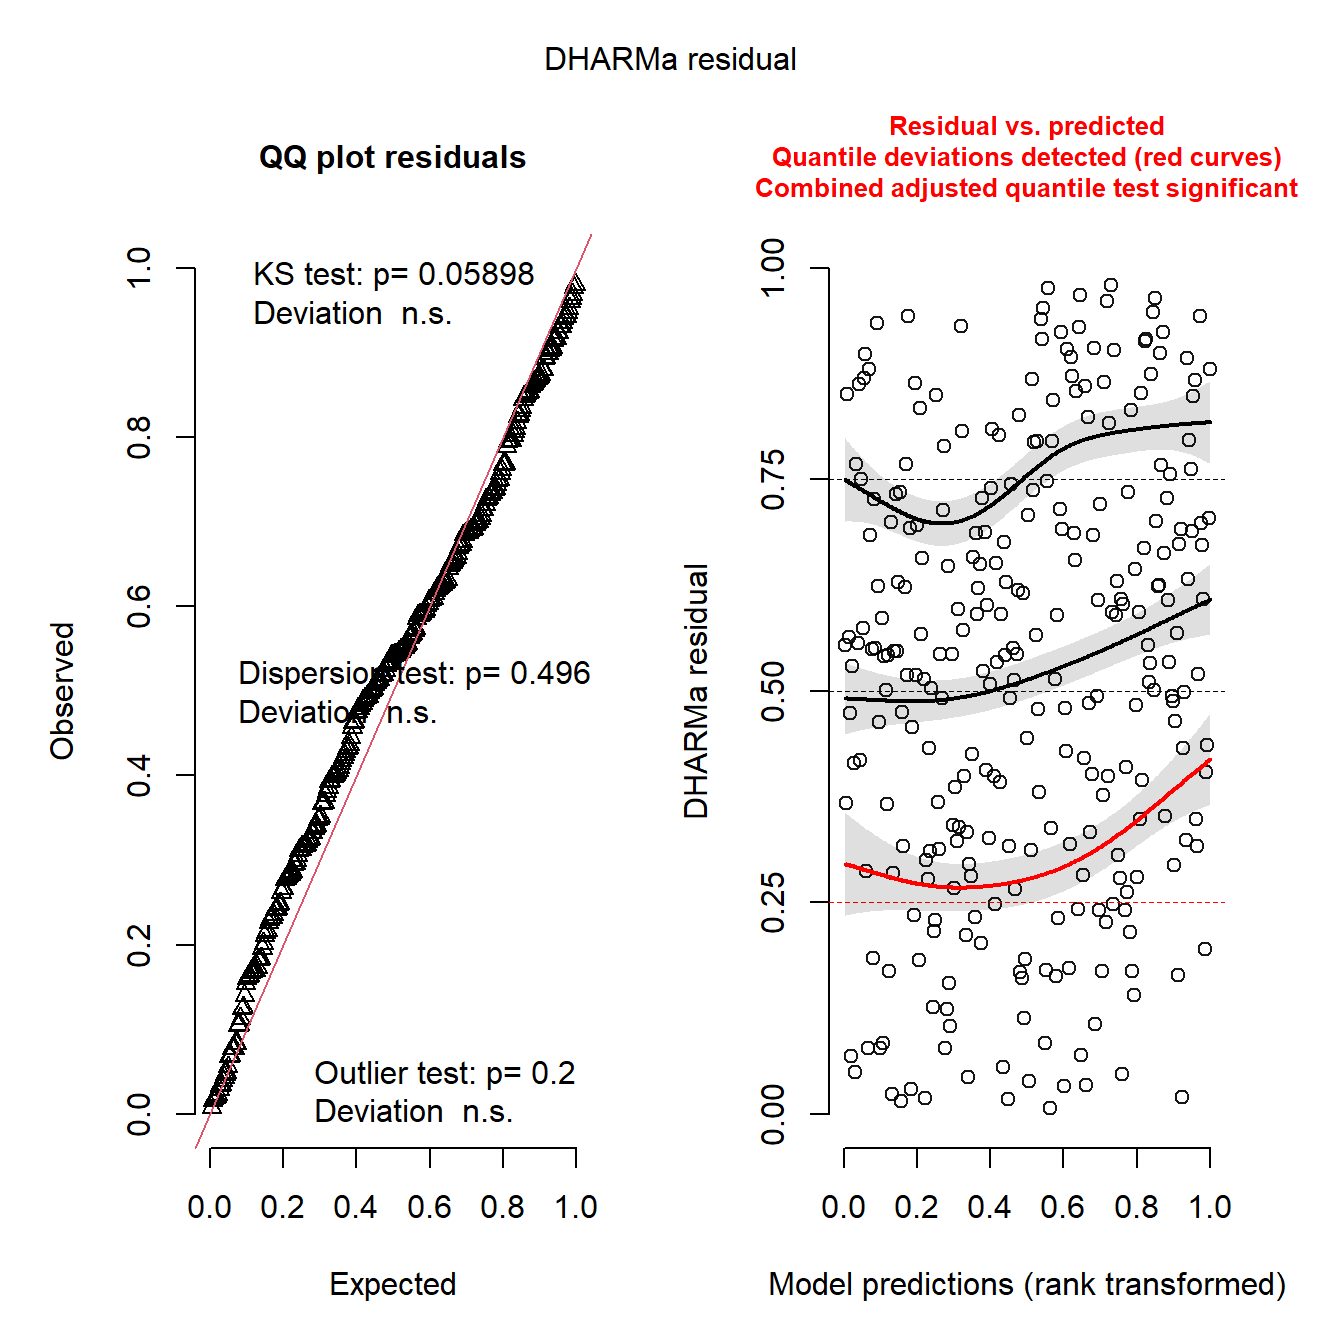 DHARMa residual
QQ plot residuals
KS test: p= 0.05898
Deviation  n.s.
Dispersion test: p= 0.496
Deviation  n.s.
Outlier test: p= 0.2
Deviation  n.s.
Observed
0.0 0.2 0.4 0.6 0.8 1.0
0.0 0.2 0.4 0.6 0.8 1.0
Expected
Residual vs. predicted
Quantile deviations detected (red curves)
Combined adjusted quantile test significant
DHARMa residual
0.00 0.25 0.50 0.75 1.00
0.0 0.2 0.4 0.6 0.8 1.0
Model predictions (rank transformed)